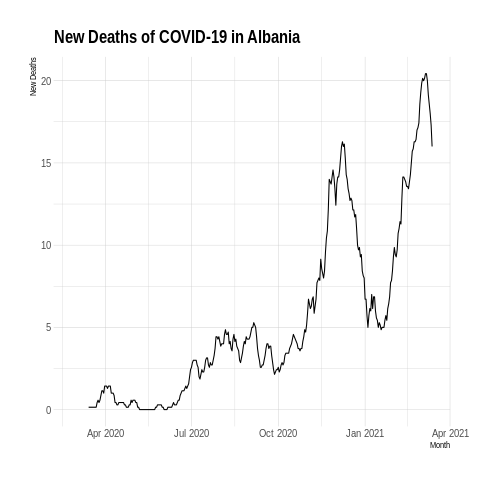 New Deaths of COVID-19 in Albania
New Deaths
20
15
10
5
0
Apr 2020 Jul 2020 Oct 2020 Jan 2021 Apr 2021
Month